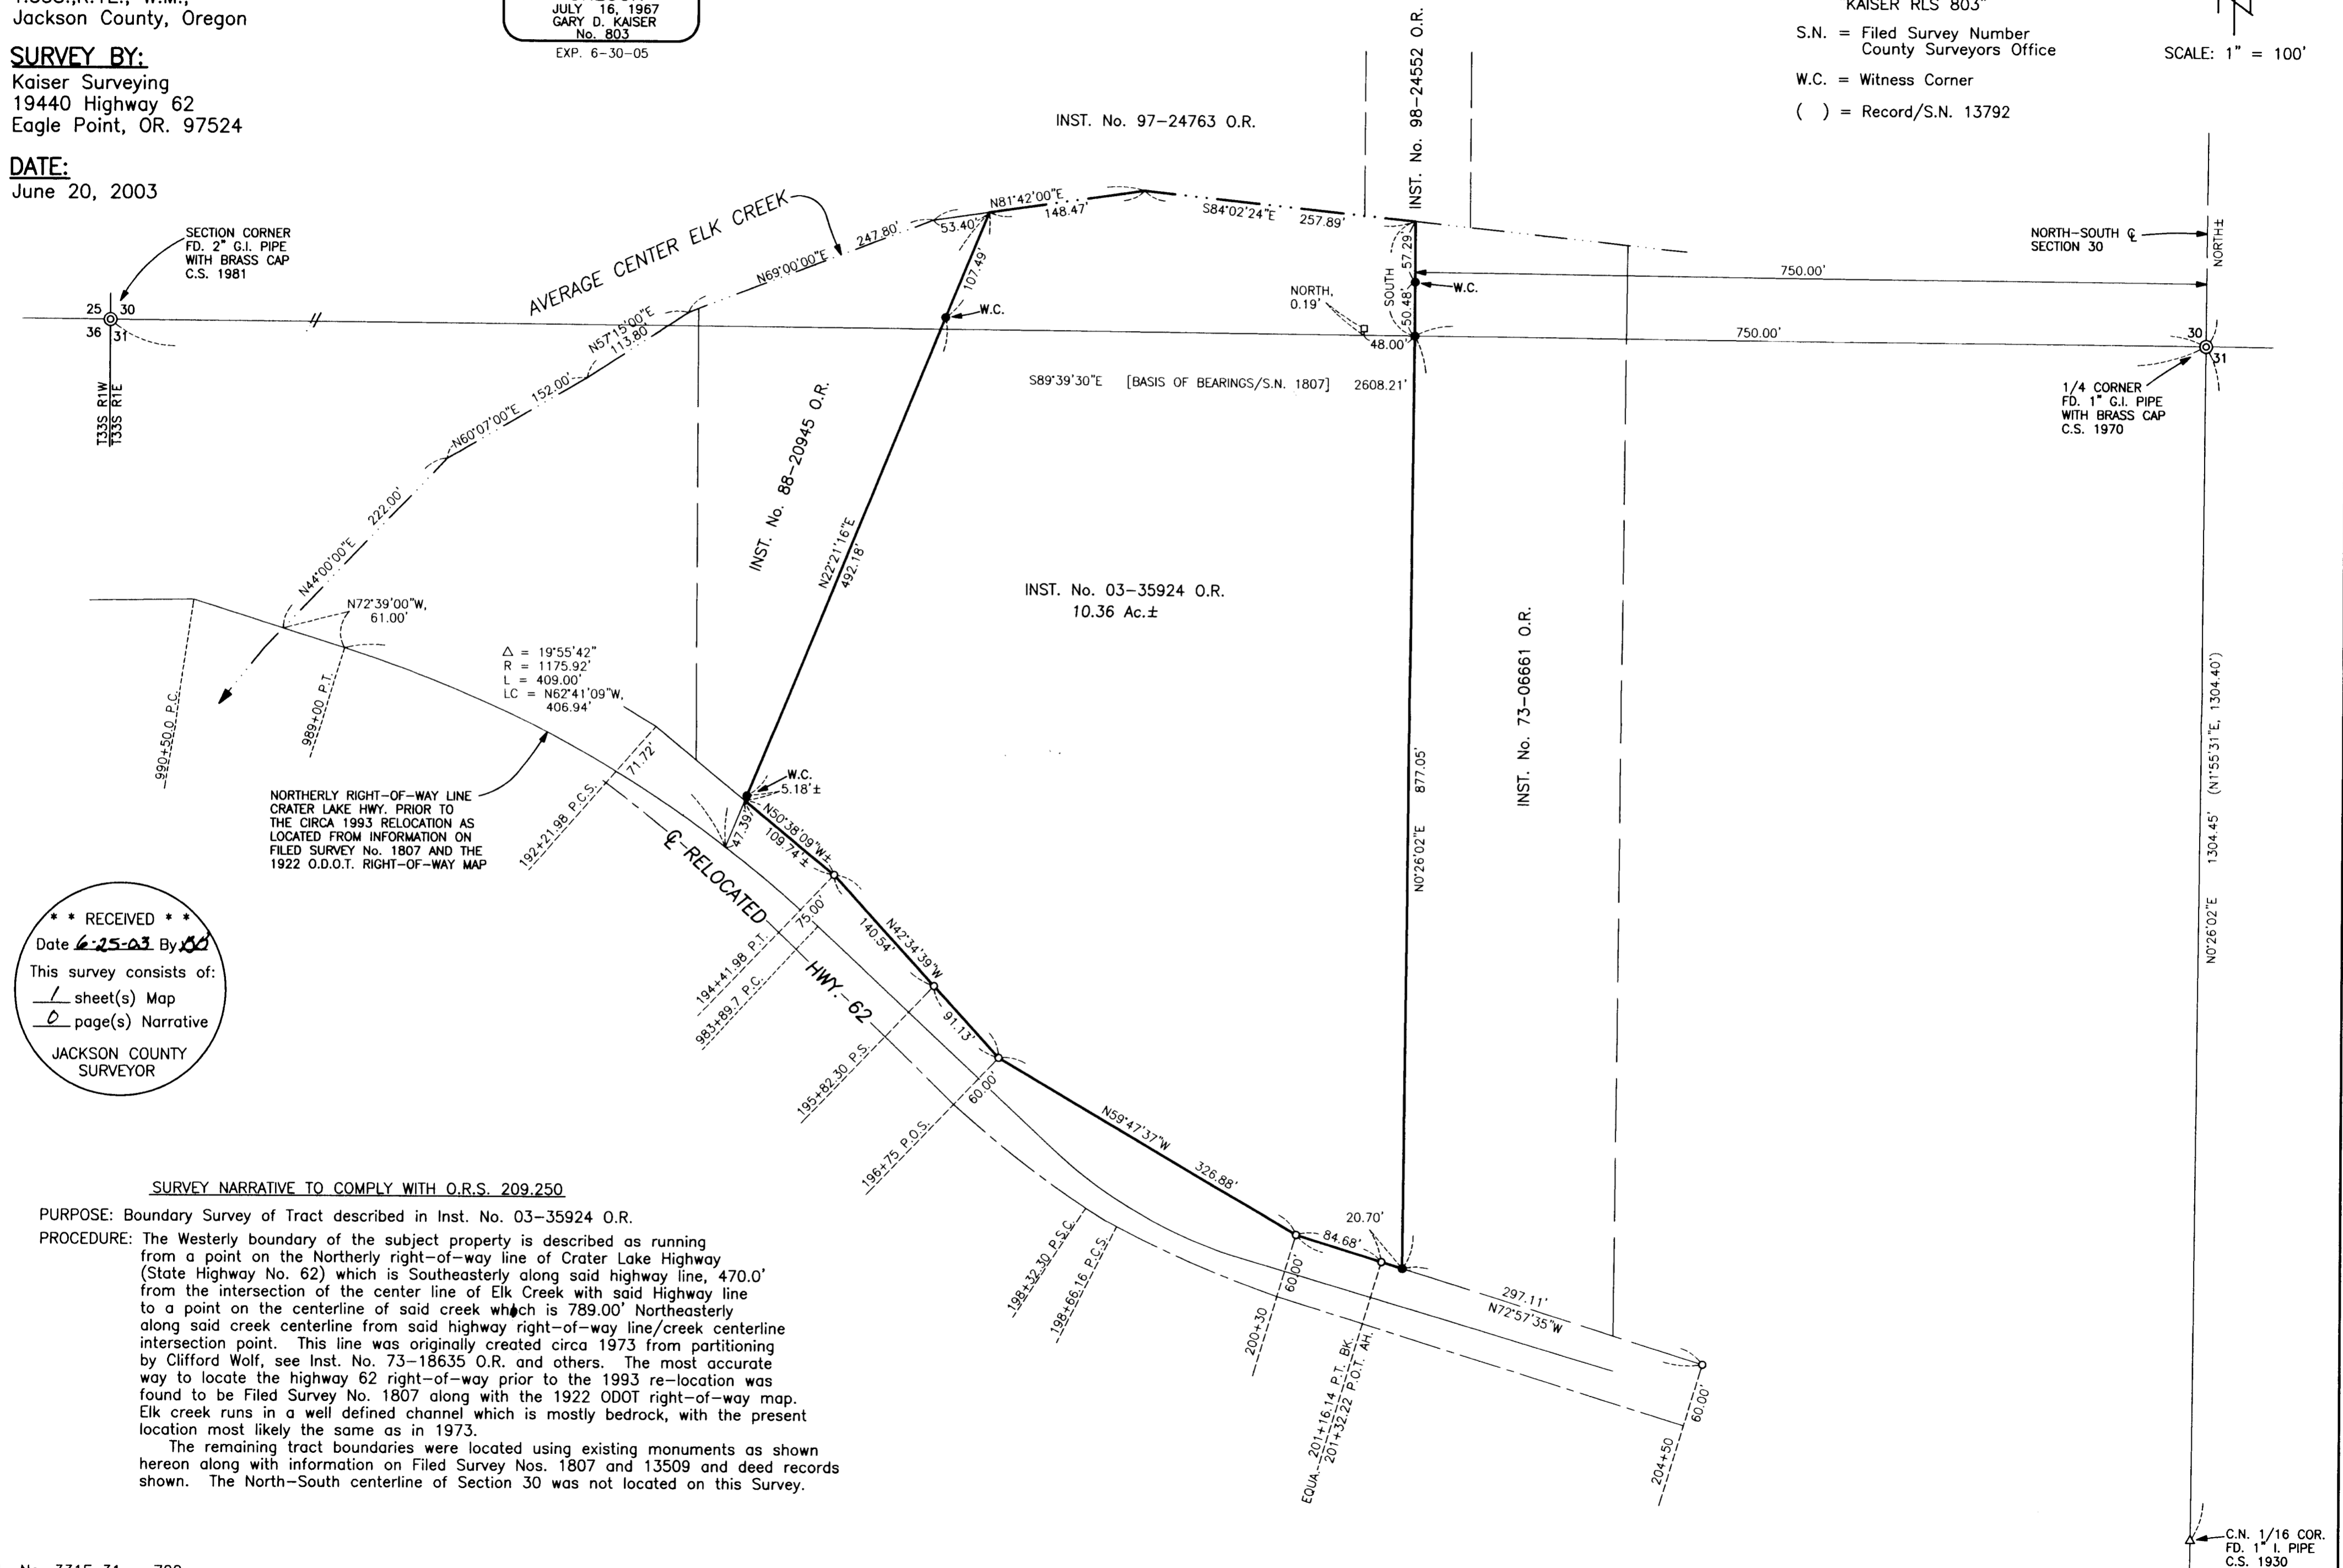 Jackson County, Oregon
SURVEY BY:
Kaiser Surveying
19440 Highway 62
Eagle Point, OR. 97524
DATE:
June 20, 2003
JULY 16, 1967
GARY D. KAISER
No. 803
EXP. 6-30-05
KAISER RLS 803"
S.N. = Filed Survey Number
County Surveyors Office
W.C. = Witness Corner
( ) = Record/S.N. 13792
SCALE: 1" = 100'
INST. No. 97-24763 O.R.
INST. No. 98-24552 O.R.
SECTION CORNER
FD. 2" G.I. PIPE
WITH BRASS CAP
C.S. 1981
25 30
36 31
T33S R1W
T33S R1E
AVERAGE CENTER ELK CREEK
N81°42'00"E
148.47'
53.40'
247.80'
N69°00'00"E
N57°15'00"E
113.80'
152.00'
N60°07'00"E
222.00'
N44°00'00"E
S84°02'24"E 257.89'
107.49'
W.C.
57.29'
SOUTH
50.48'
W.C.
NORTH,
0.19'
48.00'
750.00'
750.00'
NORTH-SOUTH ℄
SECTION 30
NORTH±
30
31
1/4 CORNER
FD. 1" G.I. PIPE
WITH BRASS CAP
C.S. 1970
S89°39'30"E [BASIS OF BEARINGS/S.N. 1807] 2608.21'
INST. No. 88-20945 O.R.
N22°21'16"E
492.18'
INST. No. 03-35924 O.R.
10.36 Ac.±
INST. No. 73-06661 O.R.
N0°26'02"E 877.05'
N0°26'02"E 1304.45' (N1°55'31"E, 1304.40')
N72°39'00"W,
61.00'
990+50.0 P.C.
989+00 P.T.
Δ = 19°55'42"
R = 1175.92'
L = 409.00'
LC = N62°41'09"W,
406.94'
NORTHERLY RIGHT-OF-WAY LINE
CRATER LAKE HWY. PRIOR TO
THE CIRCA 1993 RELOCATION AS
LOCATED FROM INFORMATION ON
FILED SURVEY No. 1807 AND THE
1922 O.D.O.T. RIGHT-OF-WAY MAP
71.72'
192+21.98 P.C.S.
W.C.
5.18'±
47.39'
N50°38'09"W±
109.74'±
℄ RELOCATED
HWY. 62
75.00'
194+41.98 P.T.
983+89.7 P.C.
N42°34'39"W
140.54'
91.13'
195+82.30 P.S.
60.00'
196+75 P.O.S.
N59°47'37"W
326.88'
198+32.30 P.S.C.
198+66.16 P.C.S.
20.70'
84.68'
60.00'
200+30
EQUA. 201+16.14 P.T. BK.
201+32.22 P.O.T. AH.
297.11'
N72°57'35"W
60.00'
204+50
C.N. 1/16 COR.
FD. 1" I. PIPE
C.S. 1930
* * RECEIVED * *
Date 6-25-03 By
This survey consists of:
1 sheet(s) Map
0 page(s) Narrative
JACKSON COUNTY
SURVEYOR
SURVEY NARRATIVE TO COMPLY WITH O.R.S. 209.250
PURPOSE: Boundary Survey of Tract described in Inst. No. 03-35924 O.R.
PROCEDURE: The Westerly boundary of the subject property is described as running
from a point on the Northerly right-of-way line of Crater Lake Highway
(State Highway No. 62) which is Southeasterly along said highway line, 470.0'
from the intersection of the center line of Elk Creek with said Highway line
to a point on the centerline of said creek which is 789.00' Northeasterly
along said creek centerline from said highway right-of-way line/creek centerline
intersection point. This line was originally created circa 1973 from partitioning
by Clifford Wolf, see Inst. No. 73-18635 O.R. and others. The most accurate
way to locate the highway 62 right-of-way prior to the 1993 re-location was
found to be Filed Survey No. 1807 along with the 1922 ODOT right-of-way map.
Elk creek runs in a well defined channel which is mostly bedrock, with the present
location most likely the same as in 1973.
The remaining tract boundaries were located using existing monuments as shown
hereon along with information on Filed Survey Nos. 1807 and 13509 and deed records
shown. The North-South centerline of Section 30 was not located on this Survey.